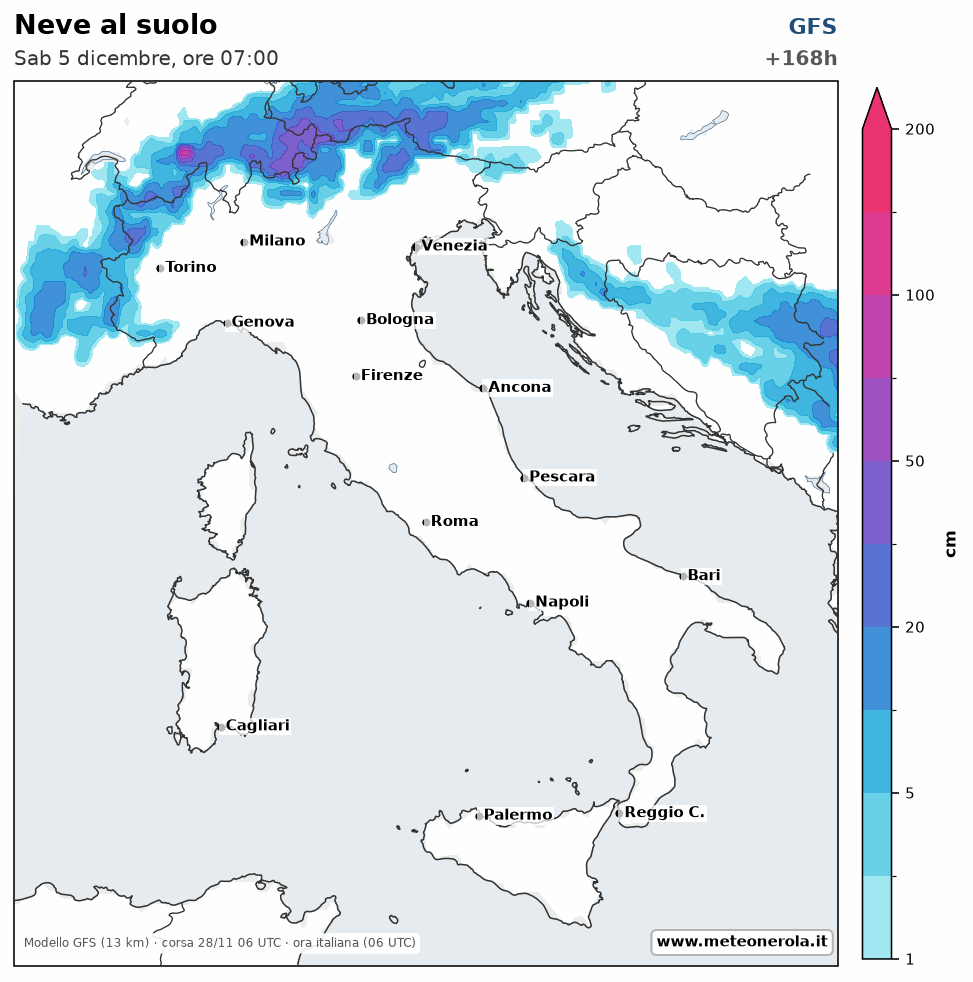 Neve al suolo
GFS
Sab 5 dicembre, ore 07:00
+168h
200
100
50
20
5
1
cm
Milano
Venezia
Torino
Genova
Bologna
Firenze
Ancona
Pescara
Roma
Bari
Napoli
Cagliari
Palermo
Reggio C.
Modello GFS (13 km) · corsa 28/11 06 UTC · ora italiana (06 UTC)
www.meteonerola.it